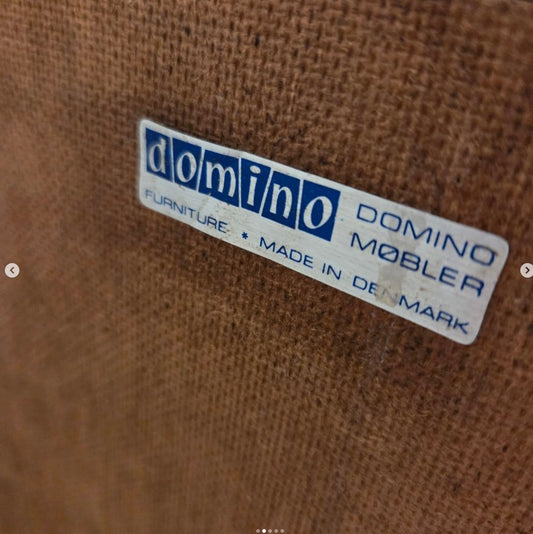 domino
DOMINO
MØBLER
FURNITURE * MADE IN DENMARK